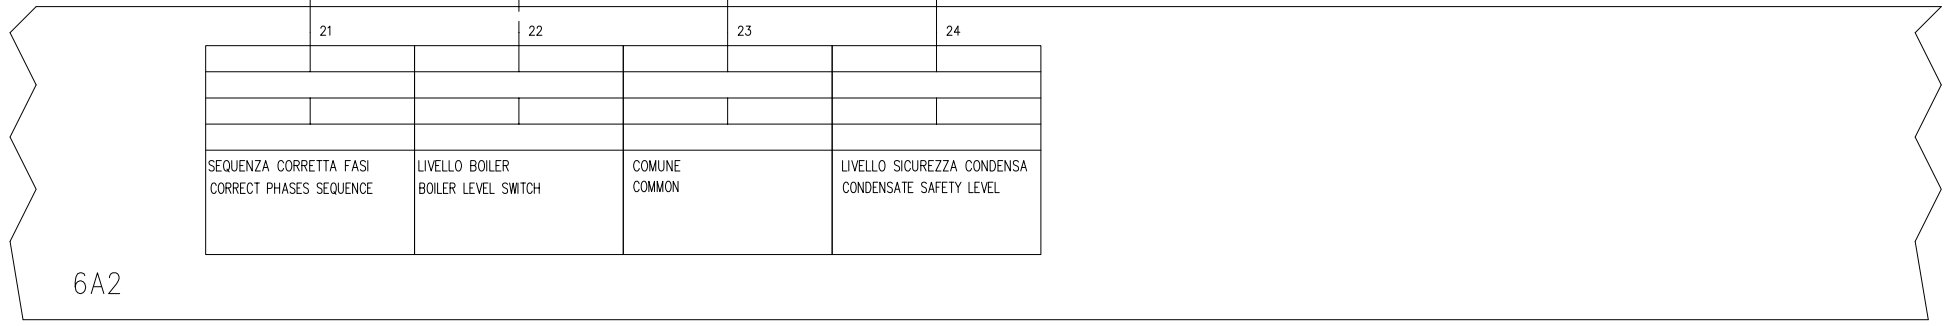 21 22 23 24
SEQUENZA CORRETTA FASI LIVELLO BOILER COMUNE LIVELLO SICUREZZA CONDENSA
CORRECT PHASES SEQUENCE BOILER LEVEL SWITCH COMMON CONDENSATE SAFETY LEVEL
6A2